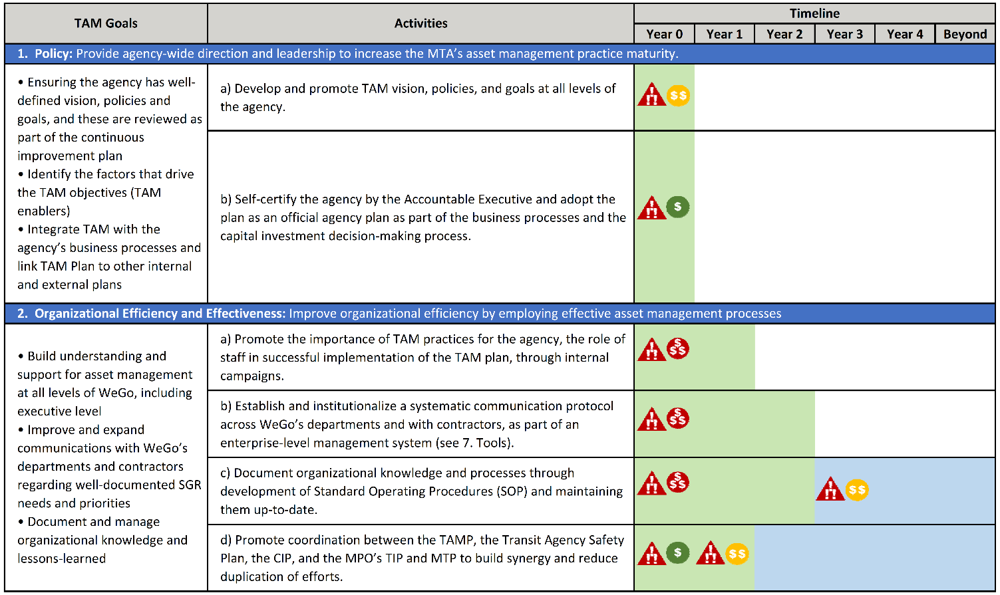 TAM Goals
Activities
Timeline
Year 0
Year 1
Year 2
Year 3
Year 4
Beyond
1. Policy: Provide agency-wide direction and leadership to increase the MTA's asset management practice maturity.
• Ensuring the agency has well-
defined vision, policies and
goals, and these are reviewed as
part of the continuous
improvement plan
• Identify the factors that drive
the TAM objectives (TAM
enablers)
• Integrate TAM with the
agency's business processes and
link TAM Plan to other internal
and external plans
a) Develop and promote TAM vision, policies, and goals at all levels of
the agency.
!! $$
b) Self-certify the agency by the Accountable Executive and adopt the
plan as an official agency plan as part of the business processes and the
capital investment decision-making process.
!! $
2. Organizational Efficiency and Effectiveness: Improve organizational efficiency by employing effective asset management processes
• Build understanding and
support for asset management
at all levels of WeGo, including
executive level
• Improve and expand
communications with WeGo's
departments and contractors
regarding well-documented SGR
needs and priorities
• Document and manage
organizational knowledge and
lessons-learned
a) Promote the importance of TAM practices for the agency, the role of
staff in successful implementation of the TAM plan, through internal
campaigns.
!! $$$
b) Establish and institutionalize a systematic communication protocol
across WeGo's departments and with contractors, as part of an
enterprise-level management system (see 7. Tools).
!! $$$
c) Document organizational knowledge and processes through
development of Standard Operating Procedures (SOP) and maintaining
them up-to-date.
!! $$$ !! $$
d) Promote coordination between the TAMP, the Transit Agency Safety
Plan, the CIP, and the MPO's TIP and MTP to build synergy and reduce
duplication of efforts.
!! $ !! $$